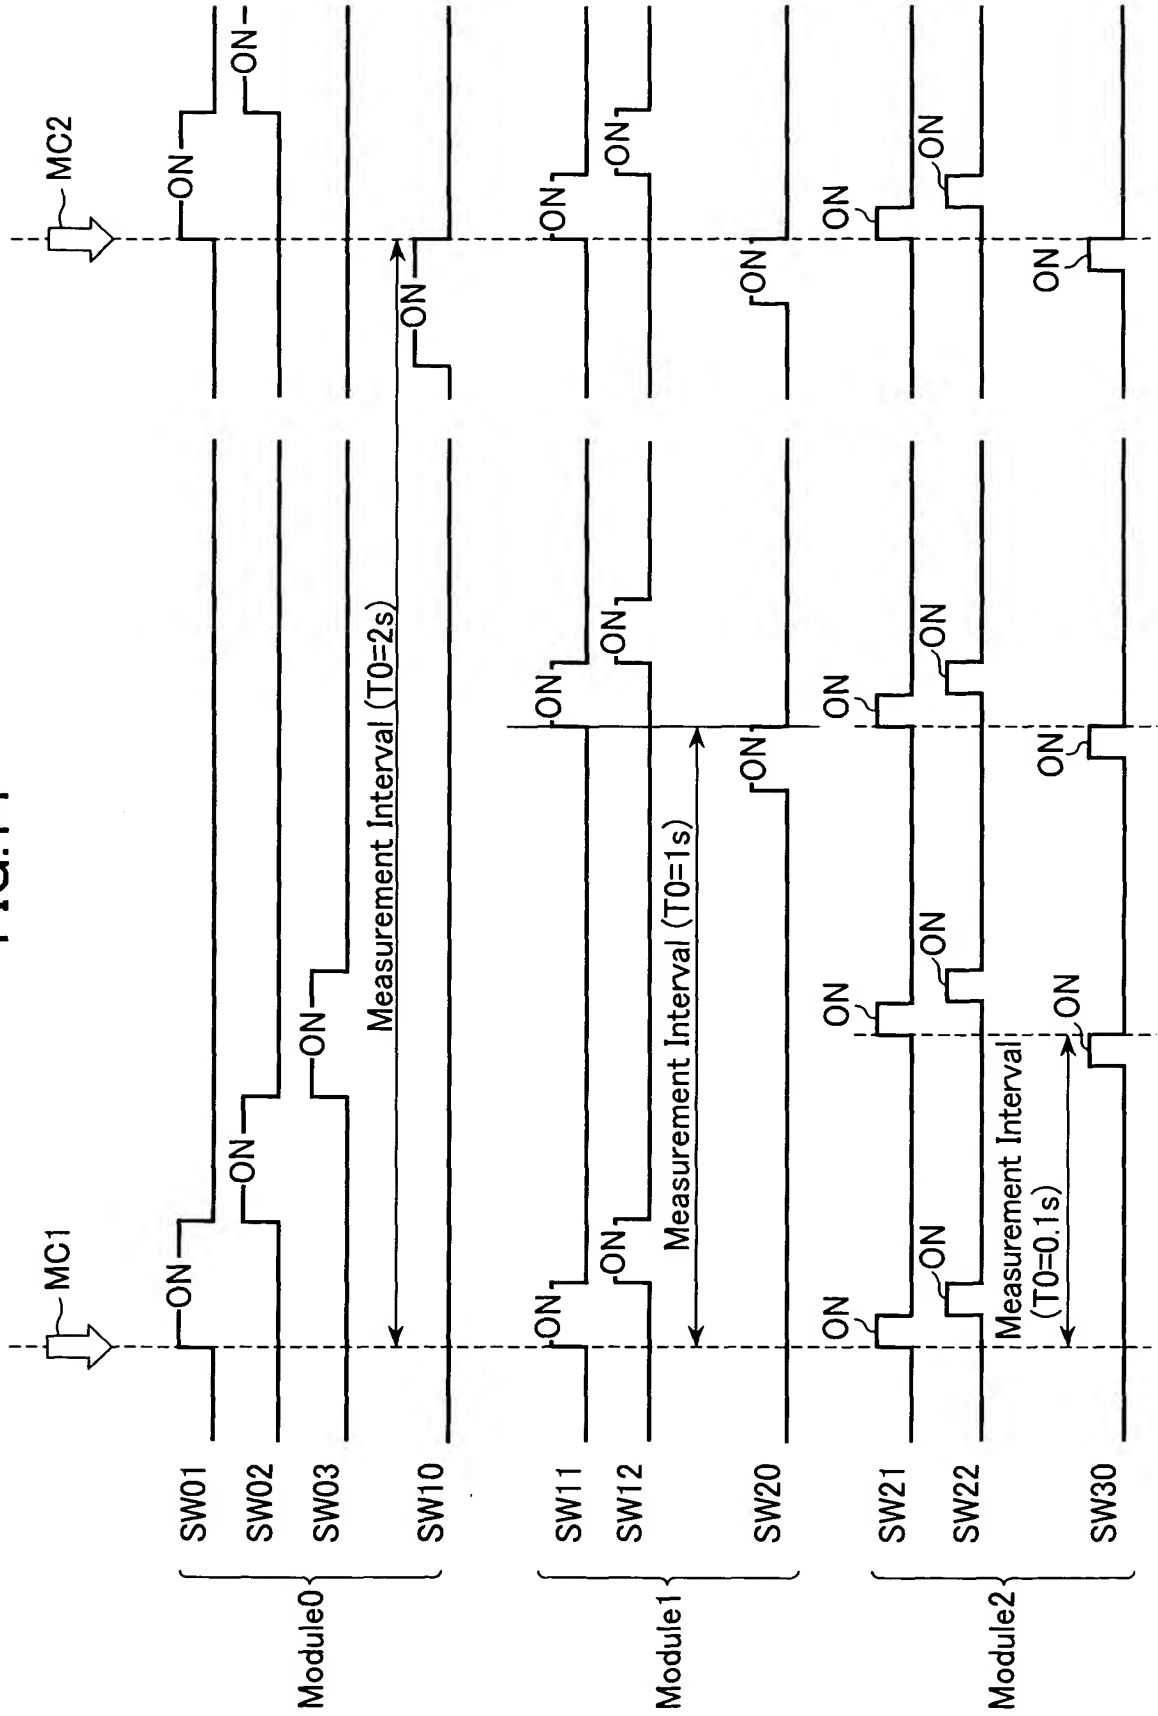 MC1
MC2
Module0
SW01
ON
ON
SW02
ON
ON
SW03
ON
Measurement Interval (T0=2s)
SW10
ON
Module1
SW11
ON
ON
ON
SW12
ON
ON
ON
Measurement Interval (T0=1s)
SW20
ON
ON
Module2
SW21
ON
ON
ON
ON
SW22
ON
ON
ON
ON
Measurement Interval
(T0=0.1s)
SW30
ON
ON
ON